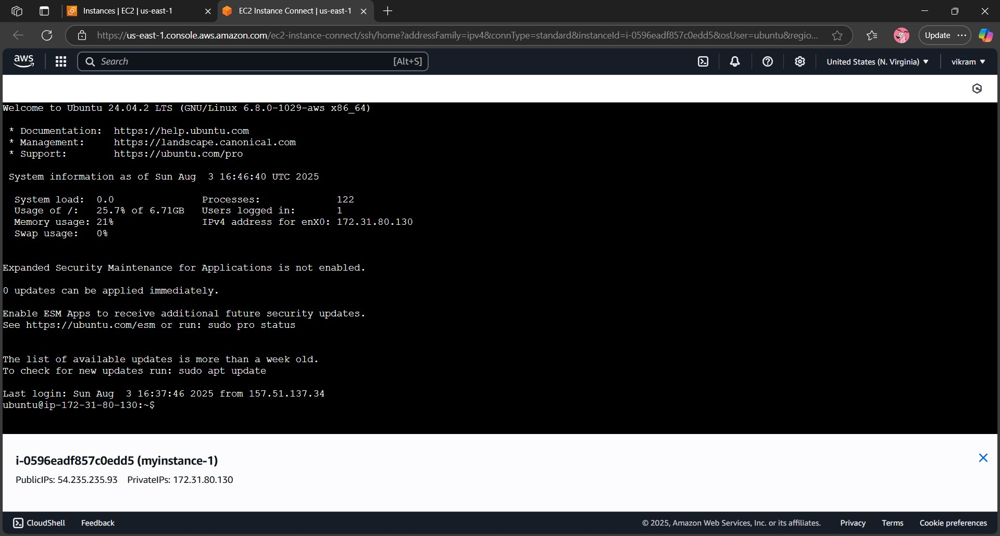 Instances | EC2 | us-east-1
EC2 Instance Connect | us-east-1
https://us-east-1.console.aws.amazon.com/ec2-instance-connect/ssh/home?addressFamily=ipv4&connType=standard&instanceId=i-0596eadf857c0edd5&osUser=ubuntu&regio...
Update
aws
Search
[Alt+S]
United States (N. Virginia)
vikram
Welcome to Ubuntu 24.04.2 LTS (GNU/Linux 6.8.0-1029-aws x86_64)
* Documentation: https://help.ubuntu.com
* Management: https://landscape.canonical.com
* Support: https://ubuntu.com/pro
System information as of Sun Aug 3 16:46:40 UTC 2025
System load: 0.0 Processes: 122
Usage of /: 25.7% of 6.71GB Users logged in: 1
Memory usage: 21% IPv4 address for enX0: 172.31.80.130
Swap usage: 0%
Expanded Security Maintenance for Applications is not enabled.
0 updates can be applied immediately.
Enable ESM Apps to receive additional future security updates.
See https://ubuntu.com/esm or run: sudo pro status
The list of available updates is more than a week old.
To check for new updates run: sudo apt update
Last login: Sun Aug 3 16:37:46 2025 from 157.51.137.34
ubuntu@ip-172-31-80-130:~$
i-0596eadf857c0edd5 (myinstance-1)
PublicIPs: 54.235.235.93 PrivateIPs: 172.31.80.130
CloudShell
Feedback
© 2025, Amazon Web Services, Inc. or its affiliates.
Privacy
Terms
Cookie preferences